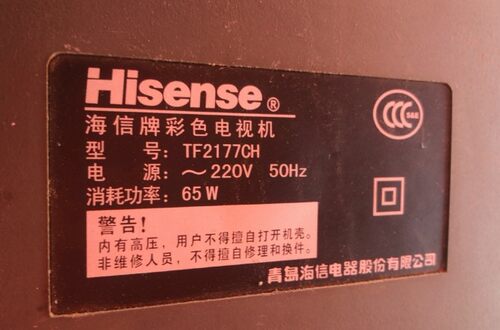 Hisense®
海信牌彩色电视机
型 号: TF2177CH
电 源: ～220V 50Hz
消耗功率: 65W
CCC S&E
警告!
内有高压，用户不得擅自打开机壳。
非维修人员，不得擅自修理和换件。
青岛海信电器股份有限公司